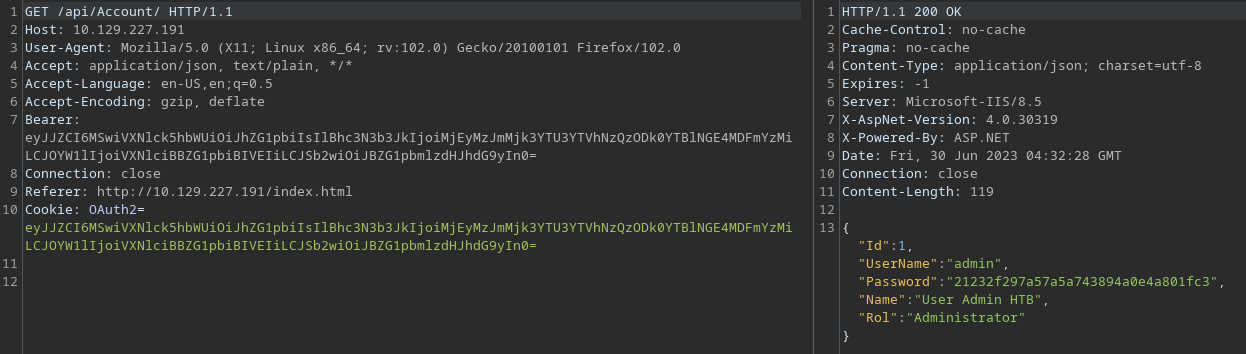 1 GET /api/Account/ HTTP/1.1
2 Host: 10.129.227.191
3 User-Agent: Mozilla/5.0 (X11; Linux x86_64; rv:102.0) Gecko/20100101 Firefox/102.0
4 Accept: application/json, text/plain, */*
5 Accept-Language: en-US,en;q=0.5
6 Accept-Encoding: gzip, deflate
7 Bearer:
eyJJZCI6MSwiVXNlck5hbWUiOiJhZG1pbiIsIlBhc3N3b3JkIjoiMjEyMzJmMjk3YTU3YTVhNzQzODk0YTBlNGE4MDFmYzMi
LCJOYW1lIjoiVXNlciBBZG1pbiBIVEIiLCJSb2wiOiJBZG1pbmlzdHJhdG9yIn0=
8 Connection: close
9 Referer: http://10.129.227.191/index.html
10 Cookie: OAuth2=
eyJJZCI6MSwiVXNlck5hbWUiOiJhZG1pbiIsIlBhc3N3b3JkIjoiMjEyMzJmMjk3YTU3YTVhNzQzODk0YTBlNGE4MDFmYzMi
LCJOYW1lIjoiVXNlciBBZG1pbiBIVEIiLCJSb2wiOiJBZG1pbmlzdHJhdG9yIn0=
11
12
1 HTTP/1.1 200 OK
2 Cache-Control: no-cache
3 Pragma: no-cache
4 Content-Type: application/json; charset=utf-8
5 Expires: -1
6 Server: Microsoft-IIS/8.5
7 X-AspNet-Version: 4.0.30319
8 X-Powered-By: ASP.NET
9 Date: Fri, 30 Jun 2023 04:32:28 GMT
10 Connection: close
11 Content-Length: 119
12
13 {
"Id":1,
"UserName":"admin",
"Password":"21232f297a57a5a743894a0e4a801fc3",
"Name":"User Admin HTB",
"Rol":"Administrator"
}